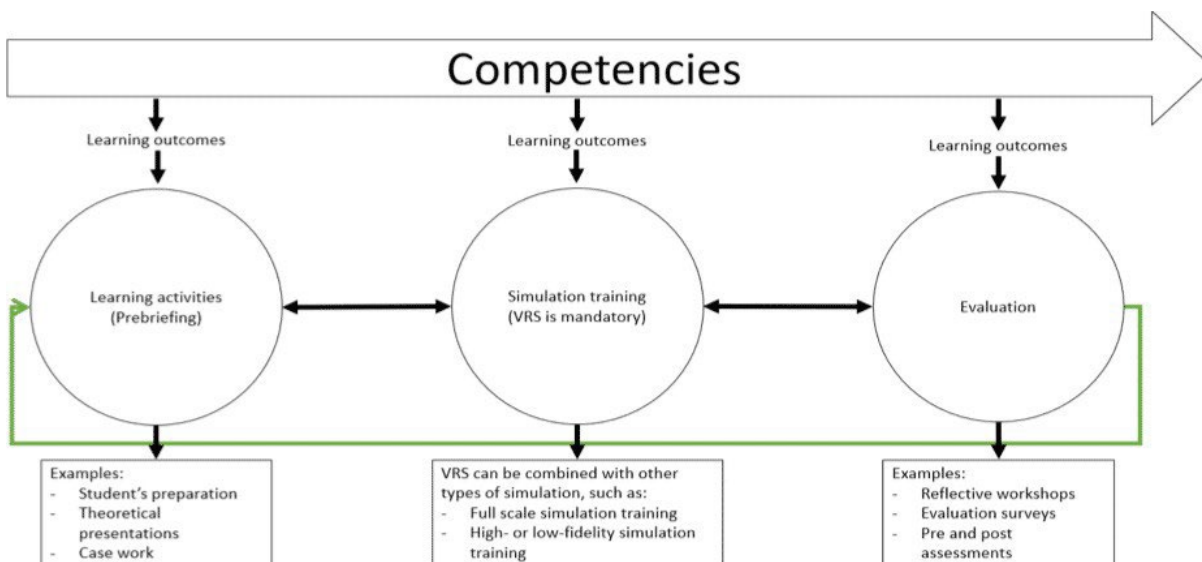 Competencies
Learning outcomes
Learning outcomes
Learning outcomes
Learning activities
(Prebriefing)
Simulation training
(VRS is mandatory)
Evaluation
Examples:
- Student's preparation
- Theoretical
presentations
- Case work
VRS can be combined with other
types of simulation, such as:
- Full scale simulation training
- High- or low-fidelity simulation
training
Examples:
- Reflective workshops
- Evaluation surveys
- Pre and post
assessments